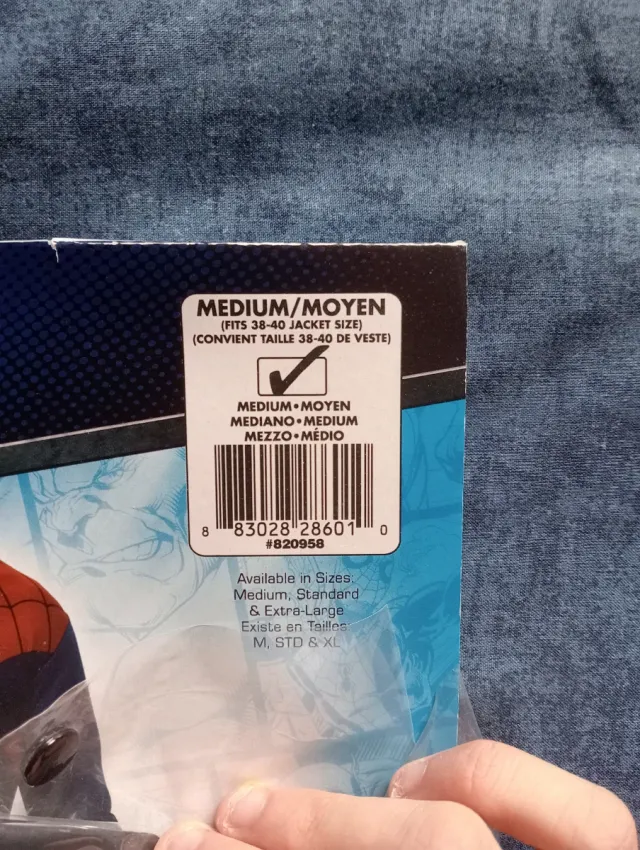 MEDIUM/MOYEN
(FITS 38-40 JACKET SIZE)
(CONVIENT TAILLE 38-40 DE VESTE)
MEDIUM•MOYEN
MEDIANO•MEDIUM
MEZZO•MÉDIO
8 83028 28601 0
#820958
Available in Sizes:
Medium, Standard
& Extra-Large
Existe en Tailles:
M, STD & XL